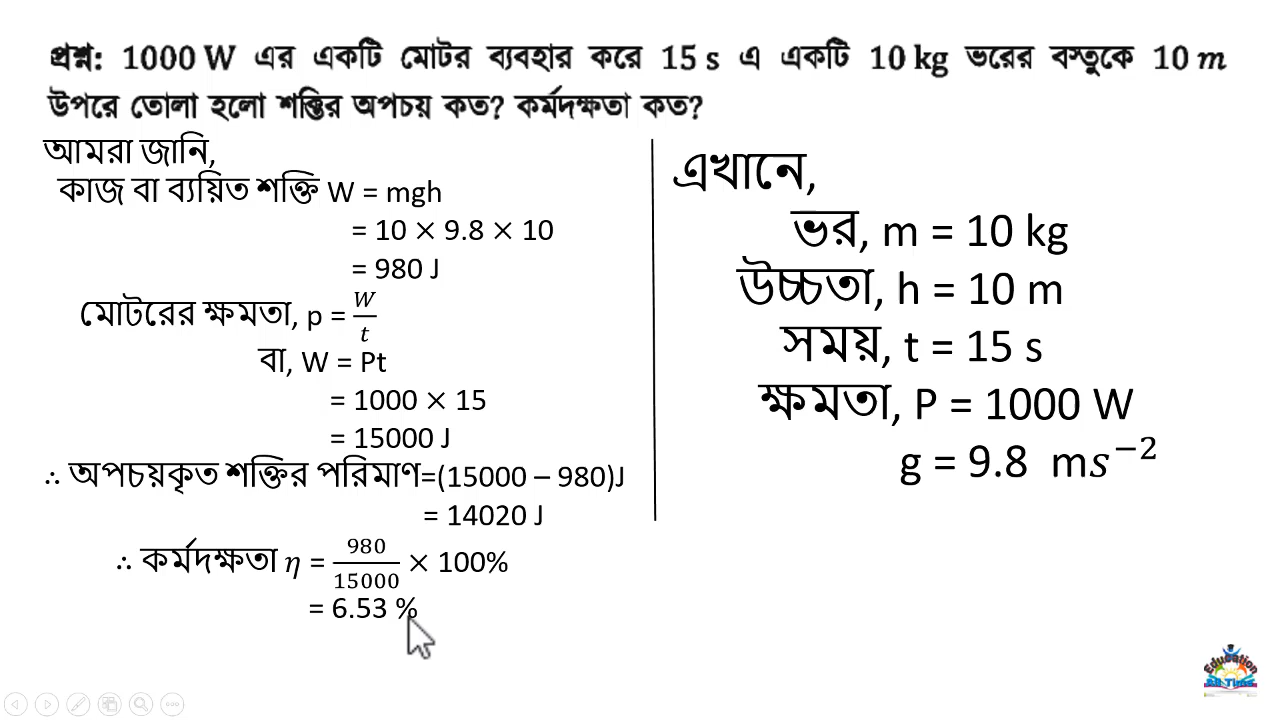 প্রশ্ন: 1000 W এর একটি মোটর ব্যবহার করে 15 s এ একটি 10 kg ভরের বস্তুকে 10 m
উপরে তোলা হলো শক্তির অপচয় কত? কর্মদক্ষতা কত?
আমরা জানি,
কাজ বা ব্যয়িত শক্তি W = mgh
= 10 × 9.8 × 10
= 980 J
মোটরের ক্ষমতা, p = W/t
বা, W = Pt
= 1000 × 15
= 15000 J
∴ অপচয়কৃত শক্তির পরিমাণ=(15000 – 980)J
= 14020 J
∴ কর্মদক্ষতা η = 980/15000 × 100%
= 6.53 %
এখানে,
ভর, m = 10 kg
উচ্চতা, h = 10 m
সময়, t = 15 s
ক্ষমতা, P = 1000 W
g = 9.8 ms⁻²
Education
All Time